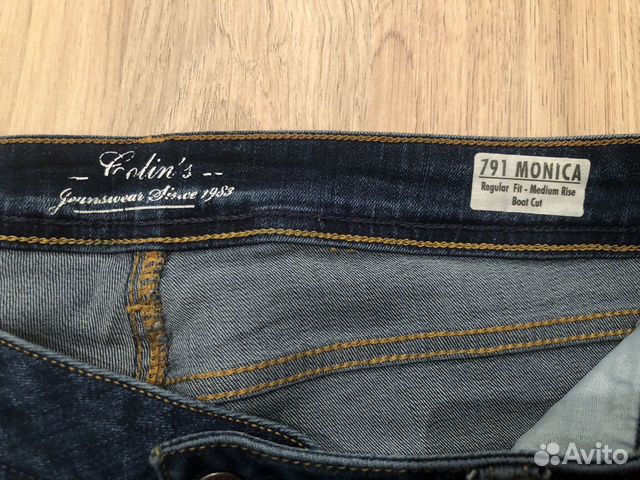 Colin's
Jeanswear Since 1983
791 MONICA
Regular Fit - Medium Rise
Boot Cut
Avito